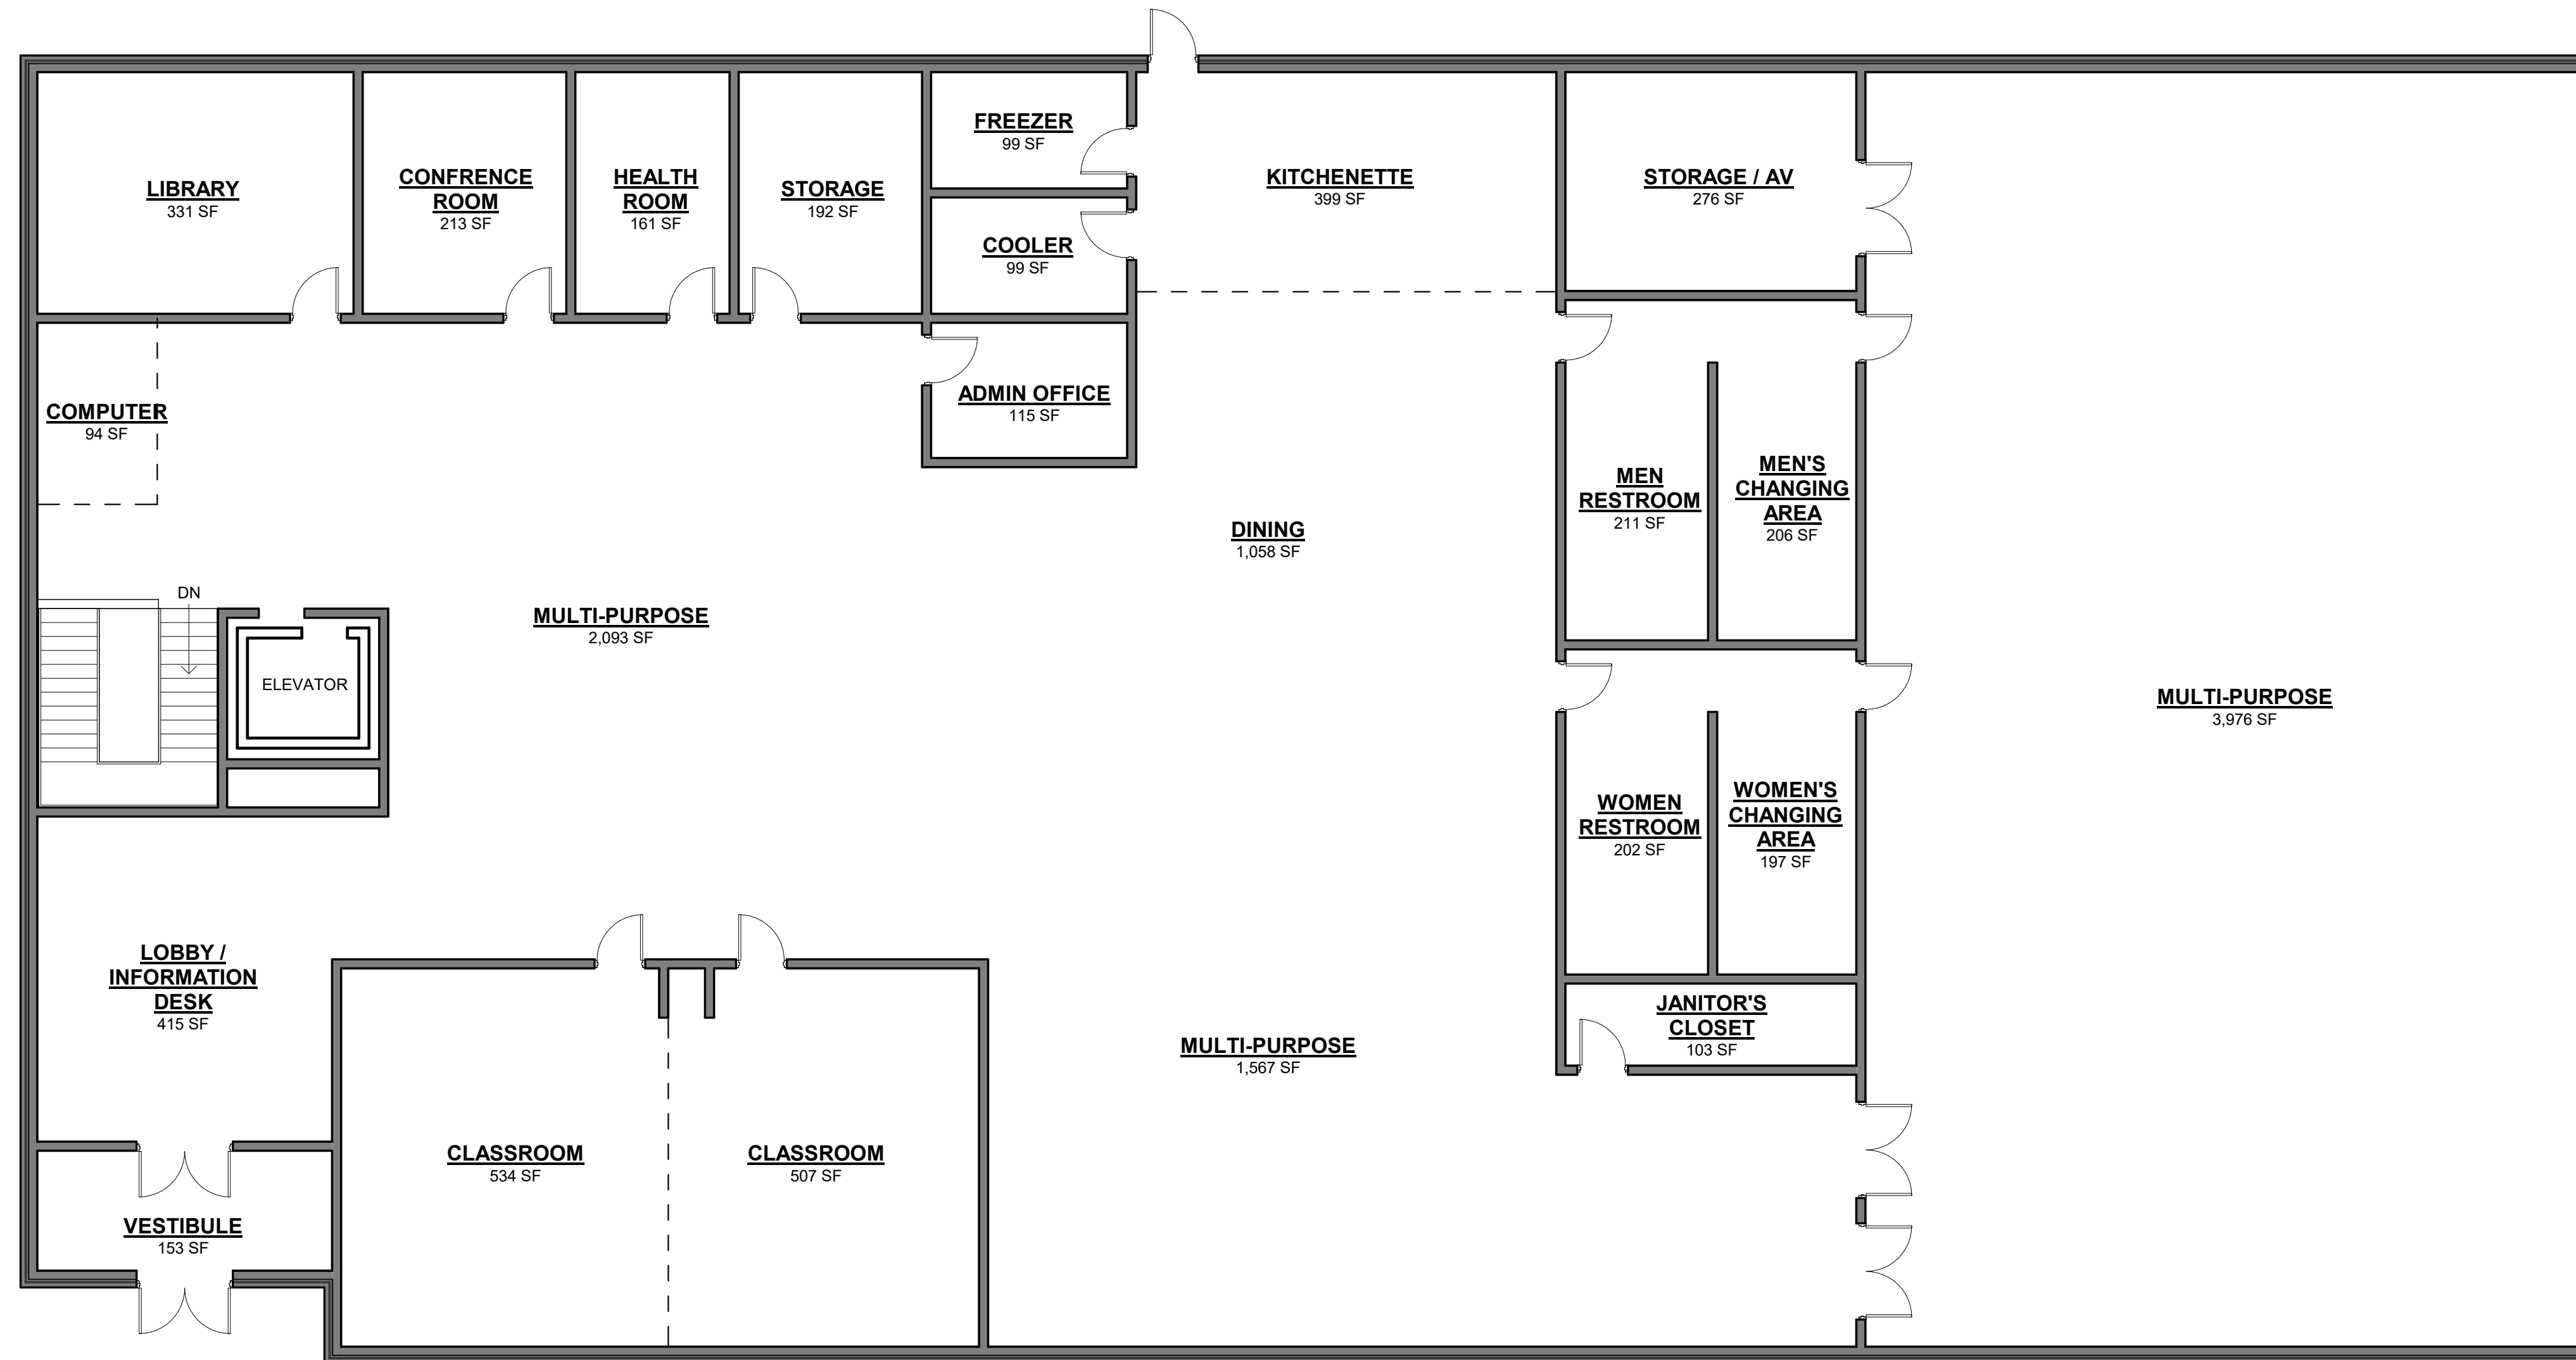 LIBRARY
331 SF
CONFRENCE
ROOM
213 SF
HEALTH
ROOM
161 SF
STORAGE
192 SF
FREEZER
99 SF
COOLER
99 SF
KITCHENETTE
399 SF
STORAGE / AV
276 SF
COMPUTER
94 SF
ADMIN OFFICE
115 SF
MEN
RESTROOM
211 SF
MEN'S
CHANGING
AREA
206 SF
DINING
1,058 SF
DN
ELEVATOR
MULTI-PURPOSE
2,093 SF
MULTI-PURPOSE
3,976 SF
WOMEN
RESTROOM
202 SF
WOMEN'S
CHANGING
AREA
197 SF
LOBBY /
INFORMATION
DESK
415 SF
JANITOR'S
CLOSET
103 SF
MULTI-PURPOSE
1,567 SF
CLASSROOM
534 SF
CLASSROOM
507 SF
VESTIBULE
153 SF